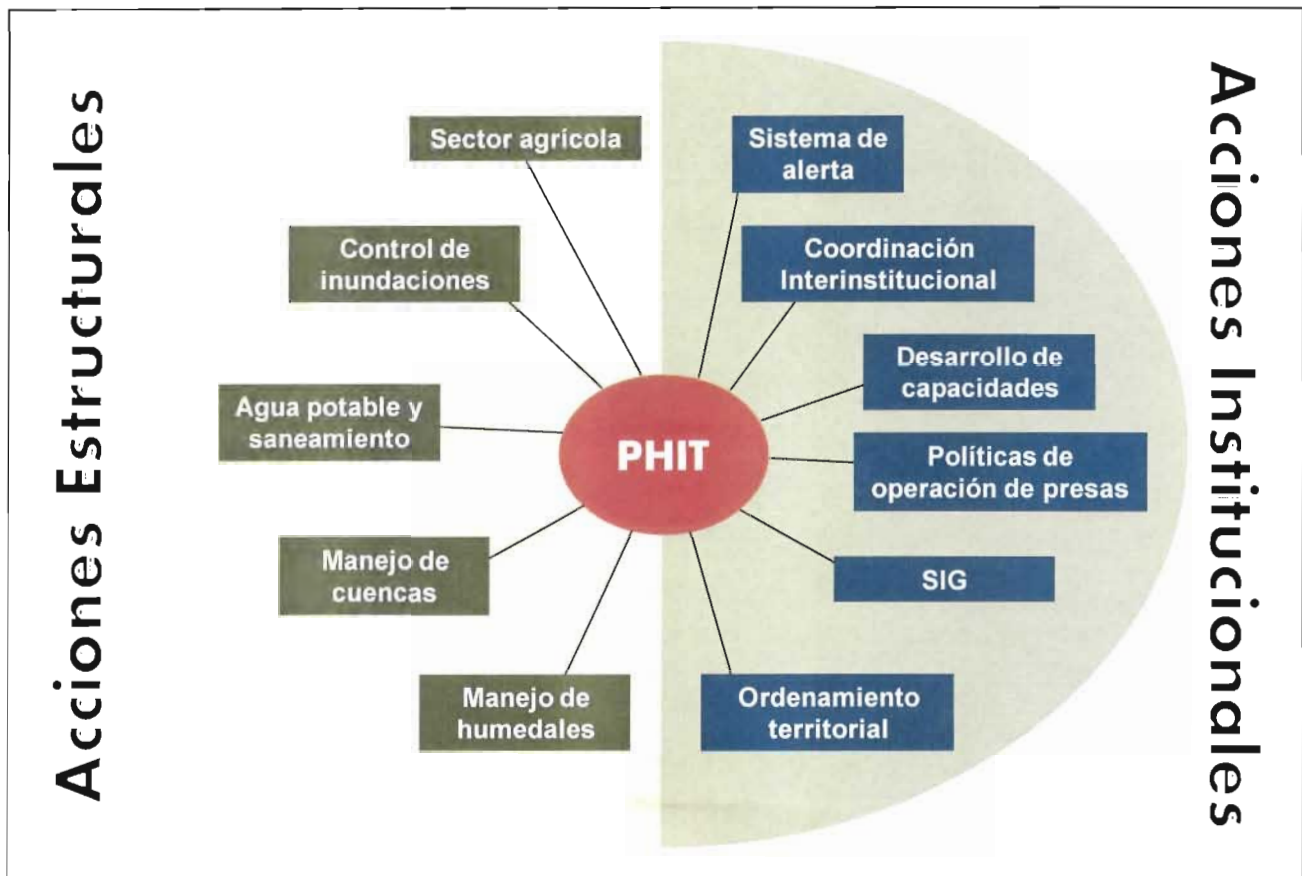 Acciones Estructurales
Sector agrícola
Control de
inundaciones
Agua potable y
saneamiento
Manejo de
cuencas
Manejo de
humedales
PHIT
Sistema de
alerta
Coordinación
Interinstitucional
Desarrollo de
capacidades
Políticas de
operación de presas
SIG
Ordenamiento
territorial
Acciones Institucionales